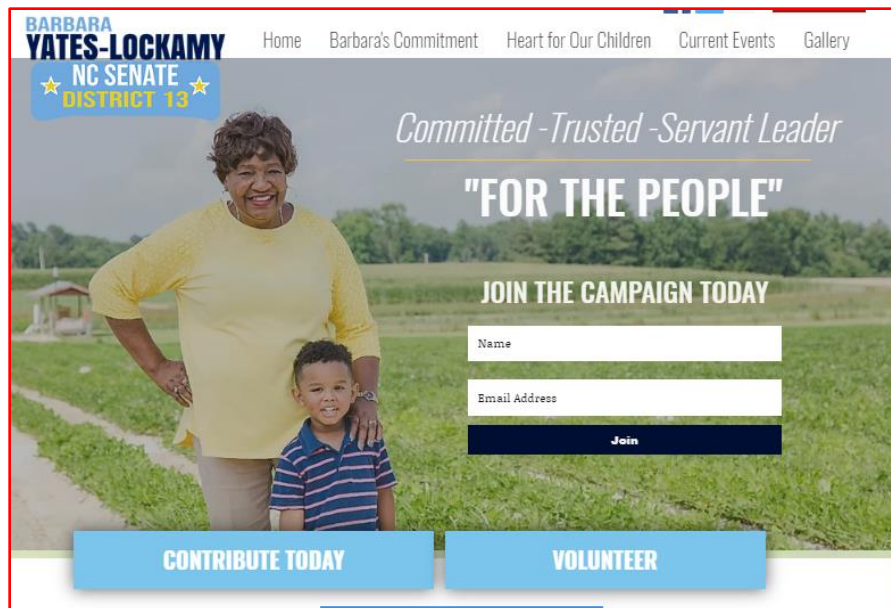 BARBARA
YATES-LOCKAMY
NC SENATE
DISTRICT 13
Home Barbara's Commitment Heart for Our Children Current Events Gallery
Committed -Trusted -Servant Leader
"FOR THE PEOPLE"
JOIN THE CAMPAIGN TODAY
Name
Email Address
Join
CONTRIBUTE TODAY VOLUNTEER